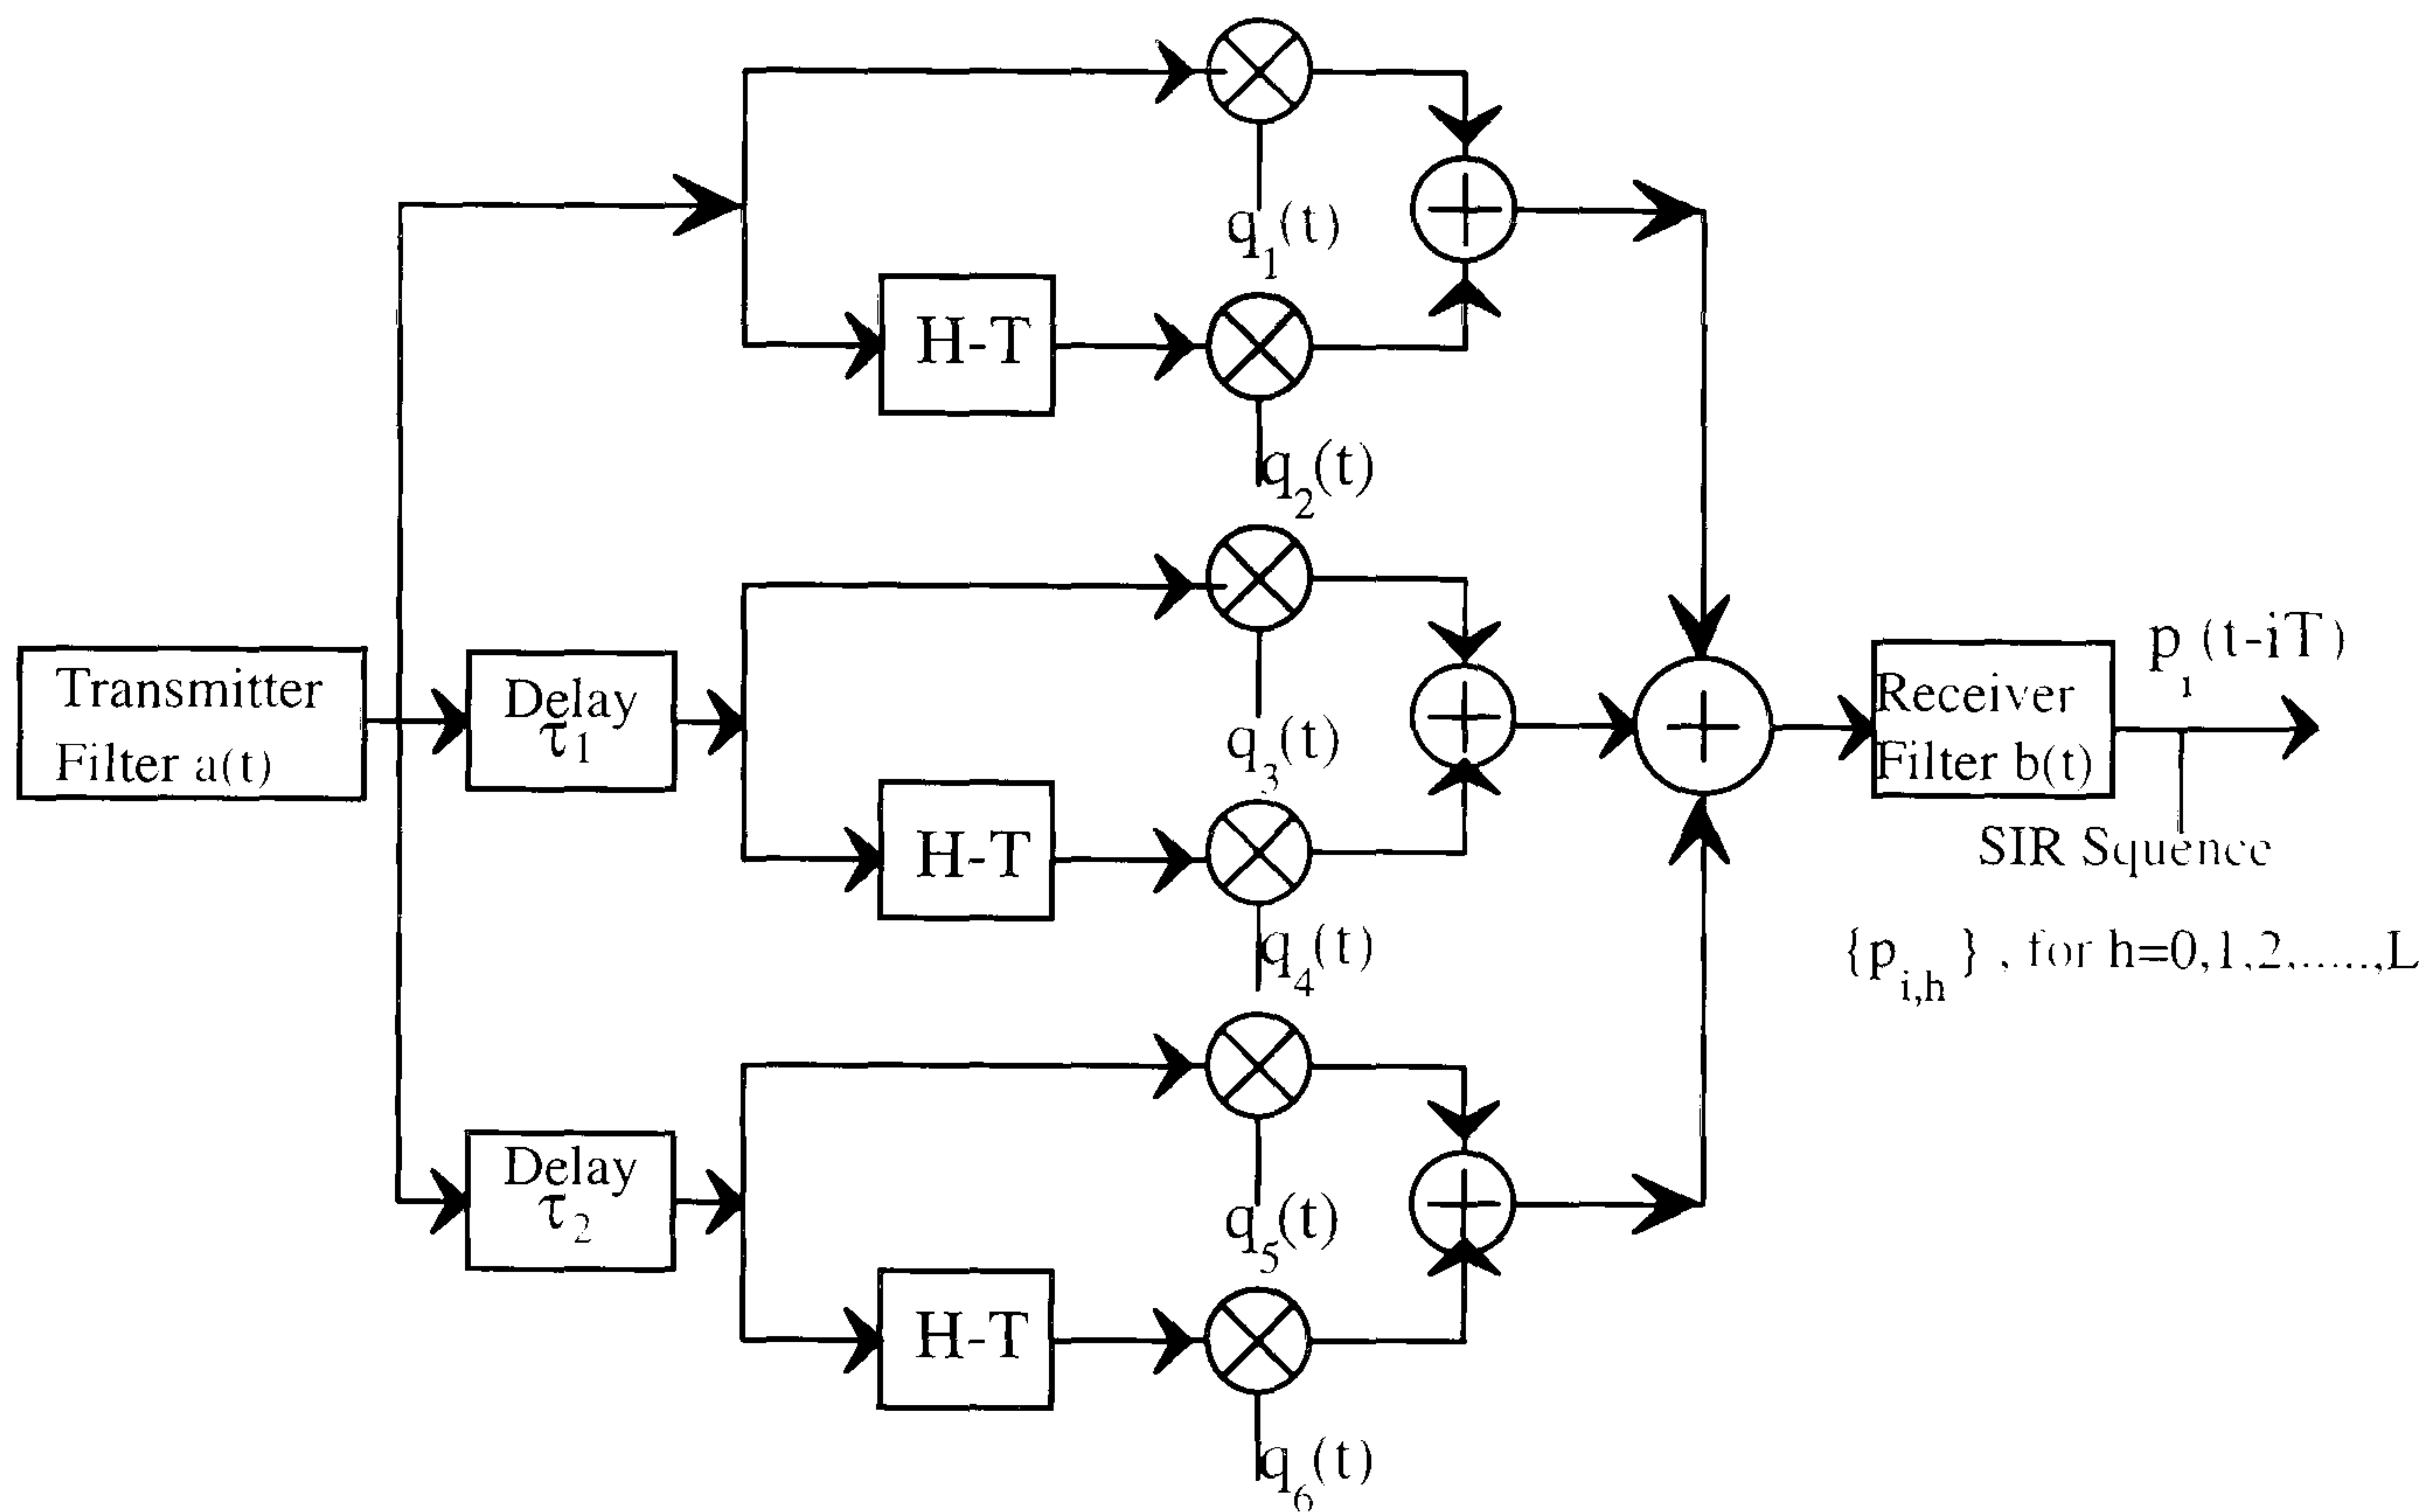 q₁(t)
H-T
q₂(t)
Transmitter
Filter a(t)
Delay
τ₁
q₃(t)
H-T
q₄(t)
Delay
τ₂
q₅(t)
H-T
q₆(t)
Receiver
Filter b(t)
pᵢ(t-iT)
SIR Squence
{p_{i,h}}, for h=0,1,2,.....,L